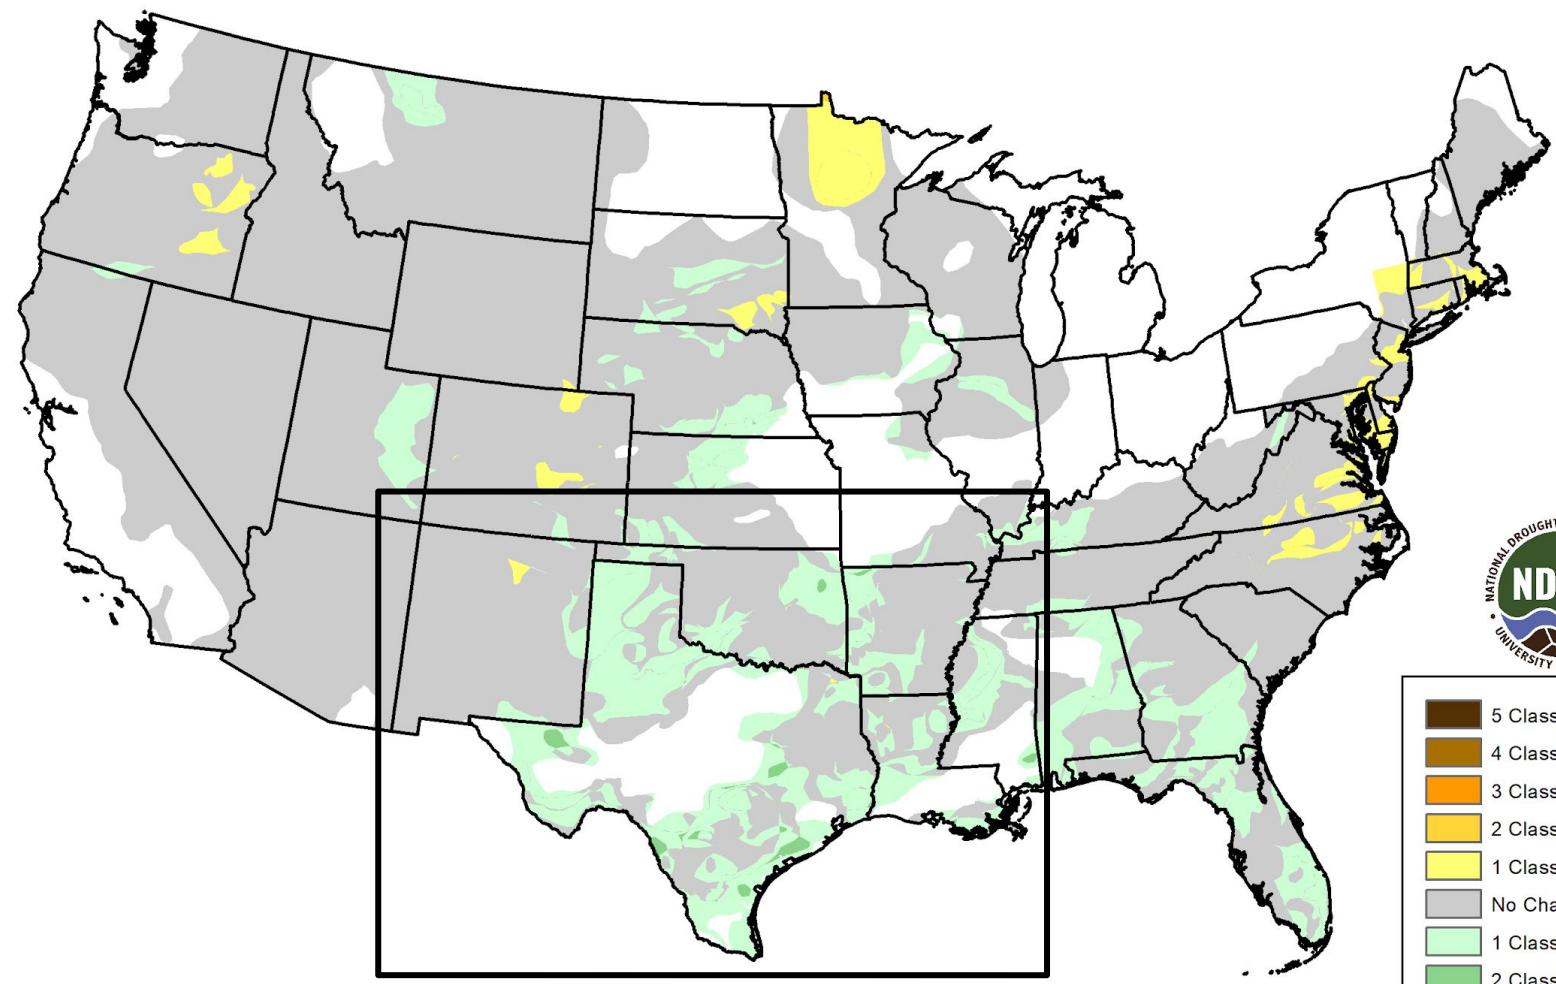 NATIONAL DROUGHT
ND
UNIVERSITY
5 Class
4 Class
3 Class
2 Class
1 Class
No Cha
1 Class
2 Class